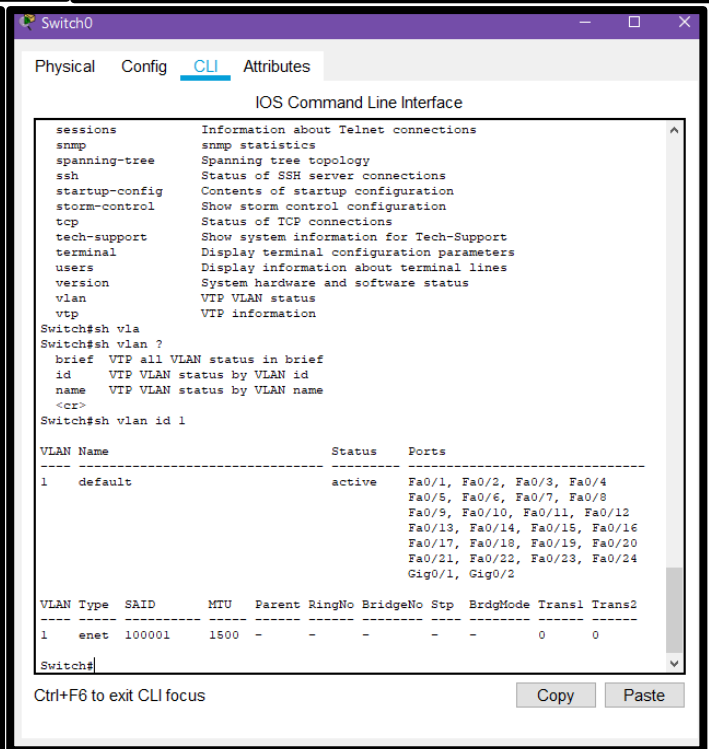 Switch0
Physical Config CLI Attributes
IOS Command Line Interface
sessions Information about Telnet connections
snmp snmp statistics
spanning-tree Spanning tree topology
ssh Status of SSH server connections
startup-config Contents of startup configuration
storm-control Show storm control configuration
tcp Status of TCP connections
tech-support Show system information for Tech-Support
terminal Display terminal configuration parameters
users Display information about terminal lines
version System hardware and software status
vlan VTP VLAN status
vtp VTP information
Switch#sh vla
Switch#sh vlan ?
brief VTP all VLAN status in brief
id VTP VLAN status by VLAN id
name VTP VLAN status by VLAN name
<cr>
Switch#sh vlan id 1
VLAN Name Status Ports
---- -------------------------------- --------- -------------------------------
1 default active Fa0/1, Fa0/2, Fa0/3, Fa0/4
Fa0/5, Fa0/6, Fa0/7, Fa0/8
Fa0/9, Fa0/10, Fa0/11, Fa0/12
Fa0/13, Fa0/14, Fa0/15, Fa0/16
Fa0/17, Fa0/18, Fa0/19, Fa0/20
Fa0/21, Fa0/22, Fa0/23, Fa0/24
Gig0/1, Gig0/2
VLAN Type SAID MTU Parent RingNo BridgeNo Stp BrdgMode Trans1 Trans2
---- ----- ---------- ----- ------ ------ -------- ---- -------- ------ ------
1 enet 100001 1500 - - - - - 0 0
Switch#
Ctrl+F6 to exit CLI focus
Copy Paste